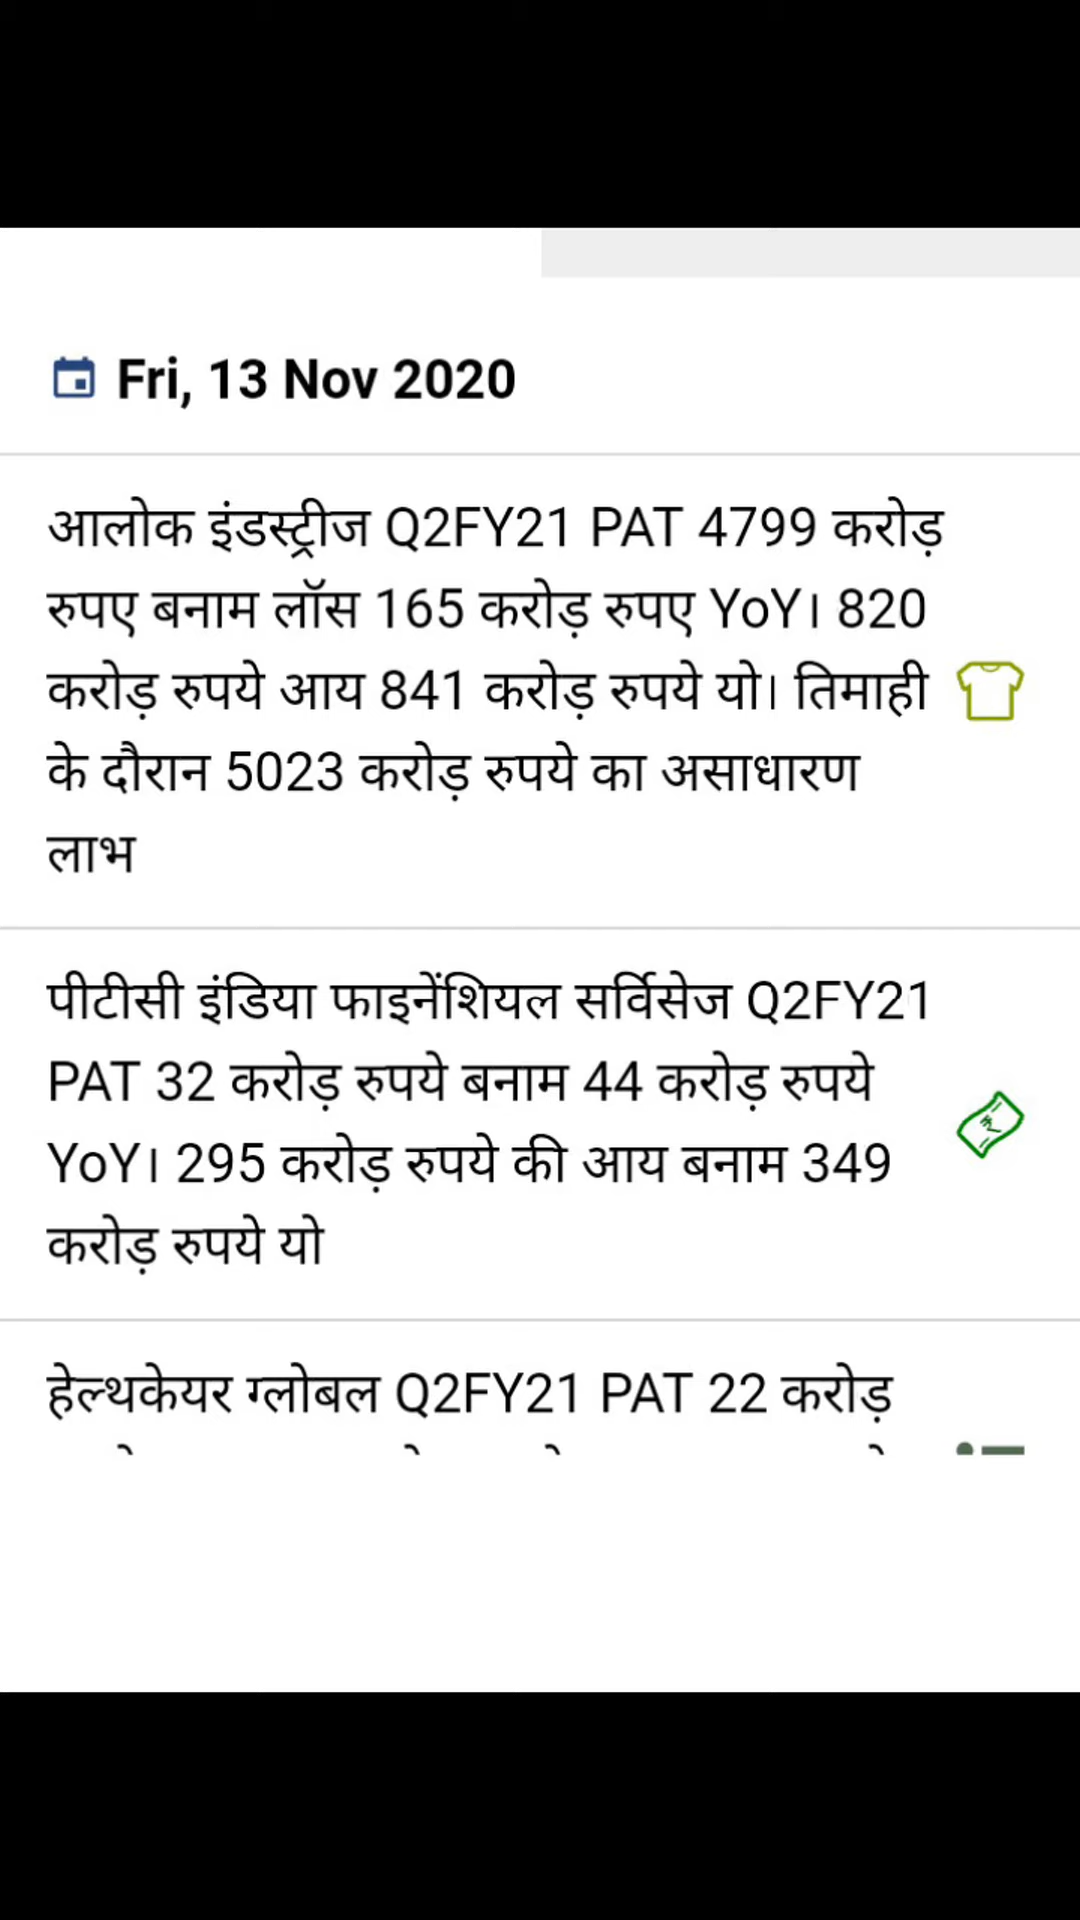 Fri, 13 Nov 2020
आलोक इंडस्ट्रीज Q2FY21 PAT 4799 करोड़
रुपए बनाम लॉस 165 करोड़ रुपए YoY। 820
करोड़ रुपये आय 841 करोड़ रुपये यो। तिमाही
के दौरान 5023 करोड़ रुपये का असाधारण
लाभ
पीटीसी इंडिया फाइनेंशियल सर्विसेज Q2FY21
PAT 32 करोड़ रुपये बनाम 44 करोड़ रुपये
YoY। 295 करोड़ रुपये की आय बनाम 349
करोड़ रुपये यो
हेल्थकेयर ग्लोबल Q2FY21 PAT 22 करोड़